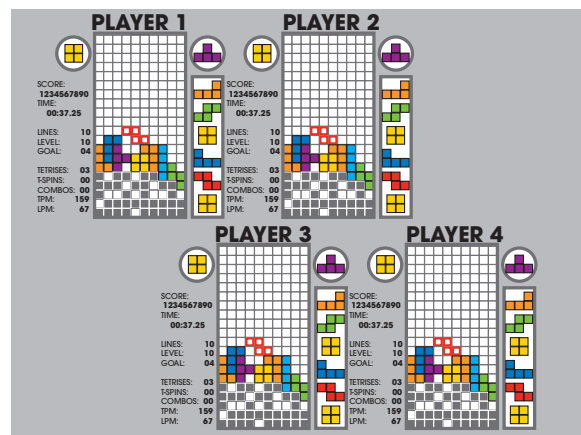 PLAYER 1
SCORE:
1234567890
TIME:
00:37.25
LINES: 10
LEVEL: 10
GOAL: 04
TETRISES: 03
T-SPINS: 00
COMBOS: 00
TPM: 159
LPM: 67
PLAYER 2
SCORE:
1234567890
TIME:
00:37.25
LINES: 10
LEVEL: 10
GOAL: 04
TETRISES: 03
T-SPINS: 00
COMBOS: 00
TPM: 159
LPM: 67
PLAYER 3
SCORE:
1234567890
TIME:
00:37.25
LINES: 10
LEVEL: 10
GOAL: 04
TETRISES: 03
T-SPINS: 00
COMBOS: 00
TPM: 159
LPM: 67
PLAYER 4
SCORE:
1234567890
TIME:
00:37.25
LINES: 10
LEVEL: 10
GOAL: 04
TETRISES: 03
T-SPINS: 00
COMBOS: 00
TPM: 159
LPM: 67